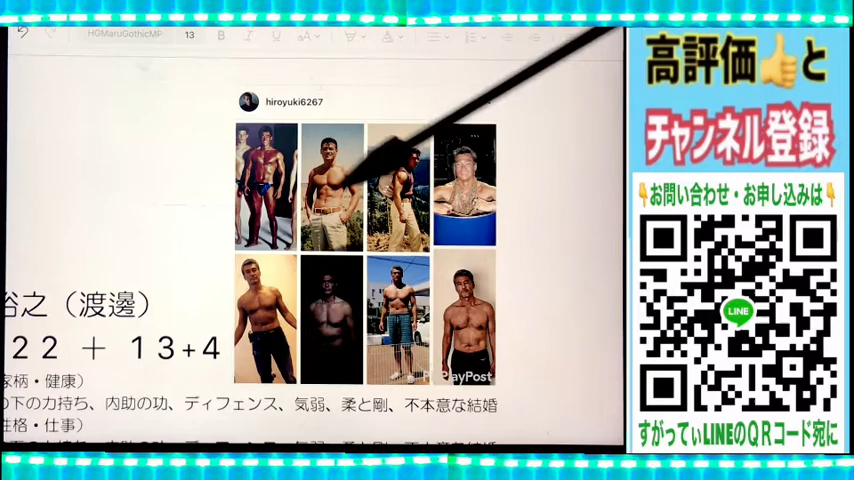 HGMaruGothicMP 13 B I U A
hiroyuki6267
裕之（渡邊）
22 ＋ 13+4
家柄・健康）
の下の力持ち、内助の功、ディフェンス、気弱、柔と剛、不本意な結婚
性格・仕事）
PlayPost
高評価👍と
チャンネル登録
👇お問い合わせ・お申し込みは👇
LINE
すがってぃLINEのQRコード宛に